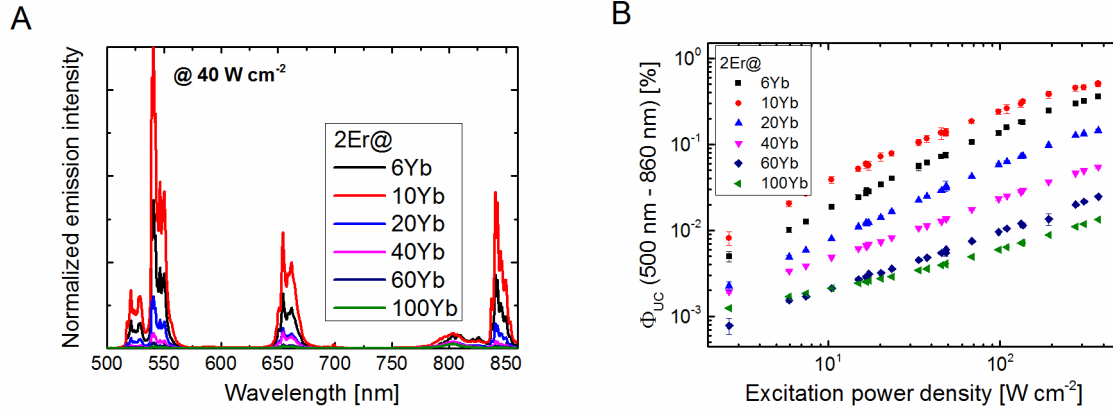 A
Normalized emission intensity
@ 40 W cm⁻²
2Er@
6Yb
10Yb
20Yb
40Yb
60Yb
100Yb
500 550 600 650 700 750 800 850
Wavelength [nm]
B
Φ_UC (500 nm - 860 nm) [%]
10⁰
10⁻¹
10⁻²
10⁻³
2Er@
6Yb
10Yb
20Yb
40Yb
60Yb
100Yb
10¹ 10²
Excitation power density [W cm⁻²]